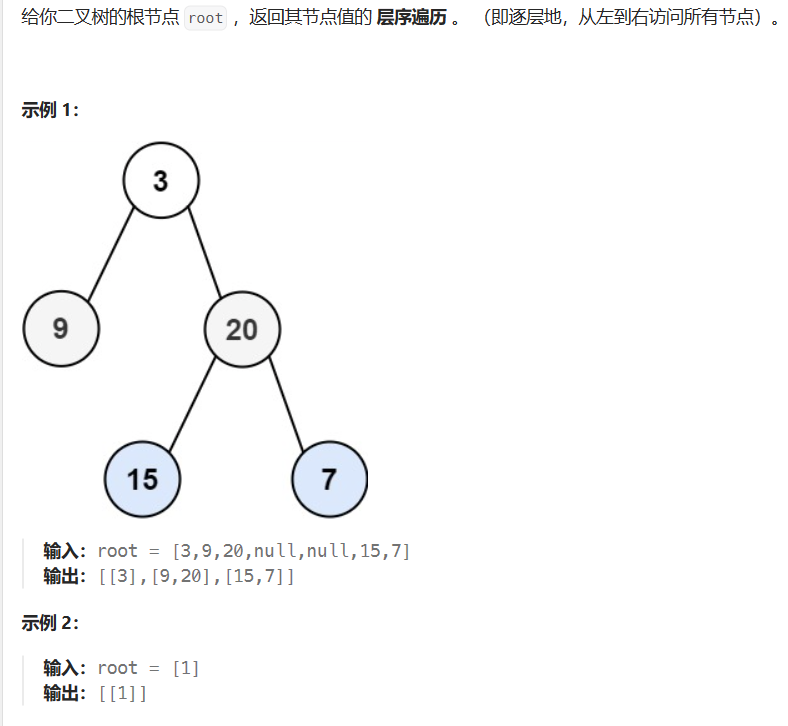 给你二叉树的根节点 root ，返回其节点值的 层序遍历 。 （即逐层地，从左到右访问所有节点）。
示例 1：
3
9
20
15
7
输入：root = [3,9,20,null,null,15,7]
输出：[[3],[9,20],[15,7]]
示例 2：
输入：root = [1]
输出：[[1]]